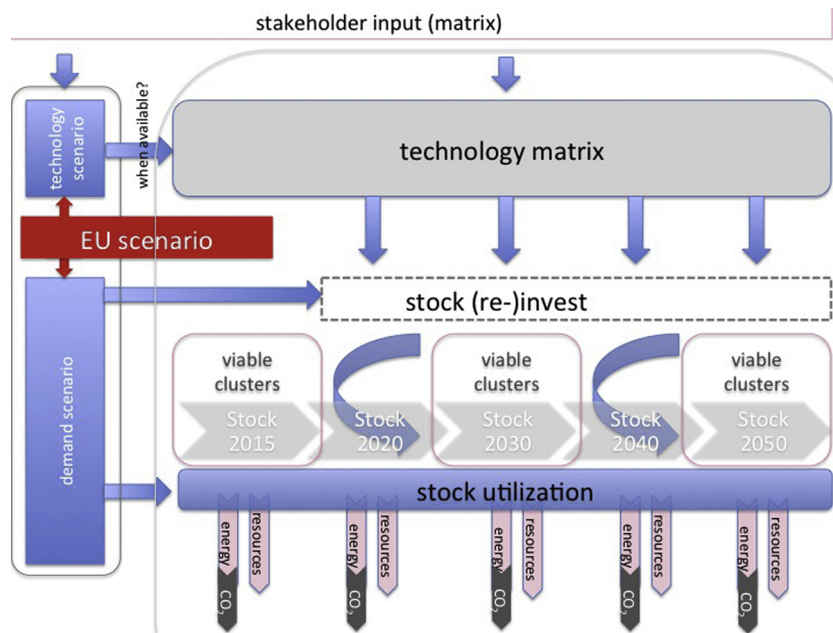 stakeholder input (matrix)
technology
scenario
when available?
technology matrix
EU scenario
stock (re-)invest
demand scenario
viable
clusters
viable
clusters
viable
clusters
Stock
2015
Stock
2020
Stock
2030
Stock
2040
Stock
2050
stock utilization
energy
resources
energy
resources
energy
resources
energy
resources
energy
resources
CO₂
CO₂
CO₂
CO₂
CO₂